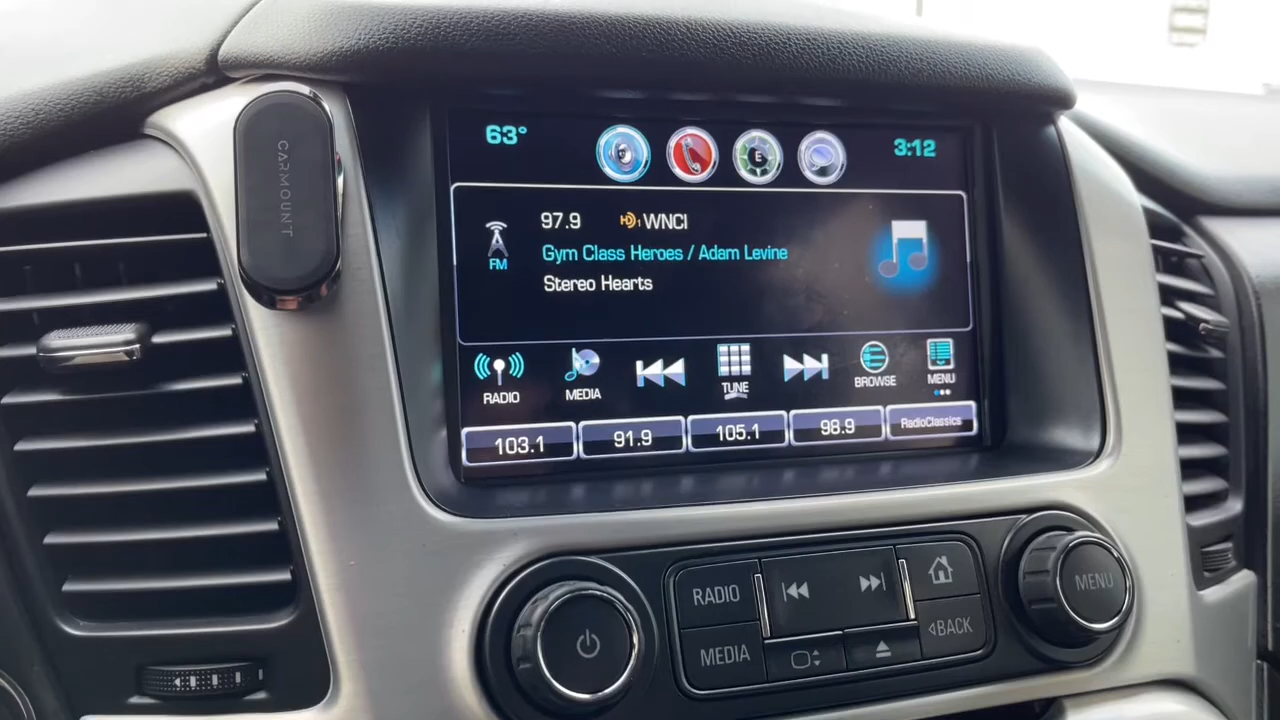 CARMOUNT
63°
E
3:12
97.9 HD1 WNCI
FM
Gym Class Heroes / Adam Levine
Stereo Hearts
RADIO
MEDIA
TUNE
BROWSE
MENU
103.1
91.9
105.1
98.9
RadioClassics
RADIO
MEDIA
BACK
MENU